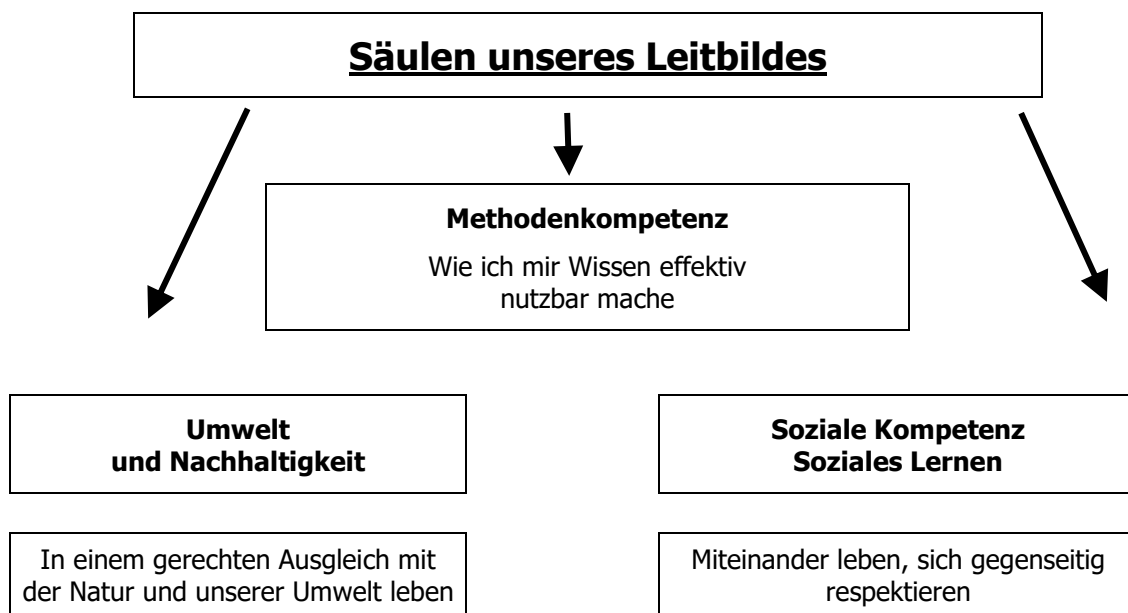 Säulen unseres Leitbildes
Methodenkompetenz
Wie ich mir Wissen effektiv
nutzbar mache
Umwelt
und Nachhaltigkeit
In einem gerechten Ausgleich mit
der Natur und unserer Umwelt leben
Soziale Kompetenz
Soziales Lernen
Miteinander leben, sich gegenseitig
respektieren